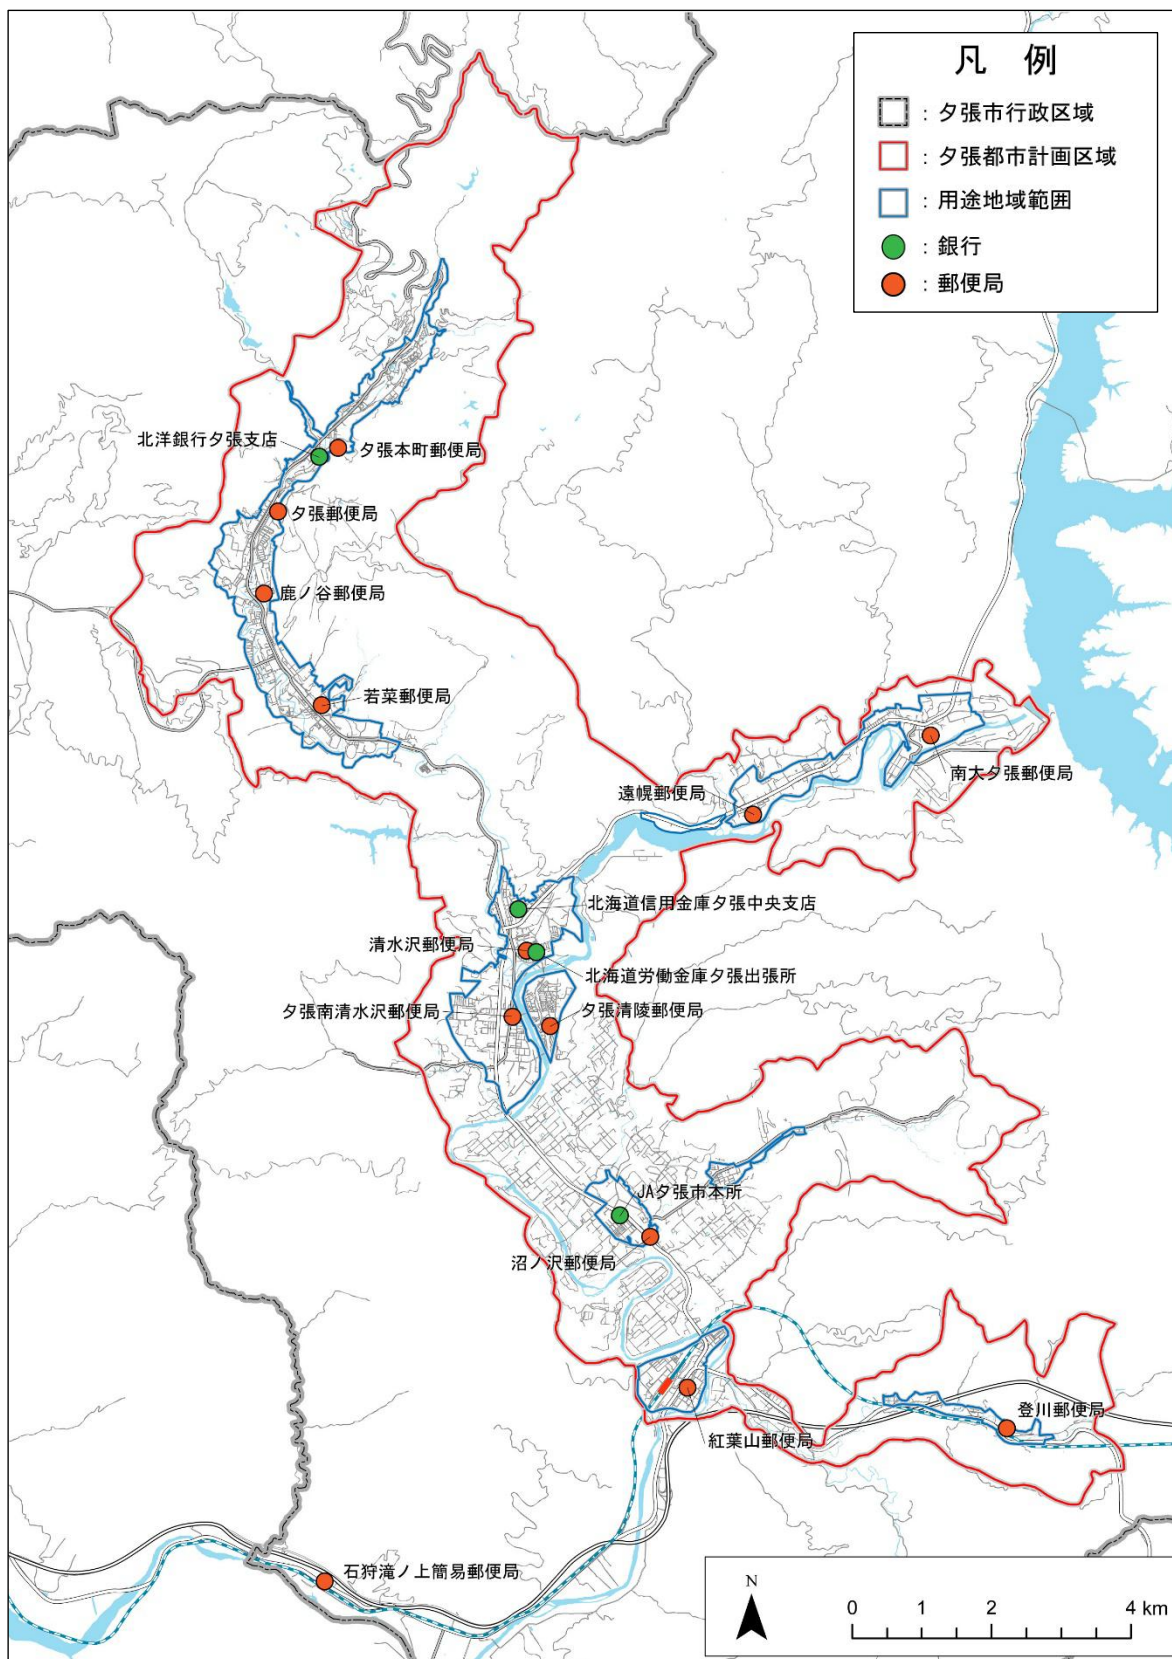 凡 例
：夕張市行政区域
：夕張都市計画区域
：用途地域範囲
：銀行
：郵便局
北洋銀行夕張支店
夕張本町郵便局
夕張郵便局
鹿ノ谷郵便局
若菜郵便局
南大夕張郵便局
遠幌郵便局
北海道信用金庫夕張中央支店
清水沢郵便局
北海道労働金庫夕張出張所
夕張南清水沢郵便局
夕張清陵郵便局
JA夕張市本所
沼ノ沢郵便局
登川郵便局
紅葉山郵便局
石狩滝ノ上簡易郵便局
N
0 1 2 4 km